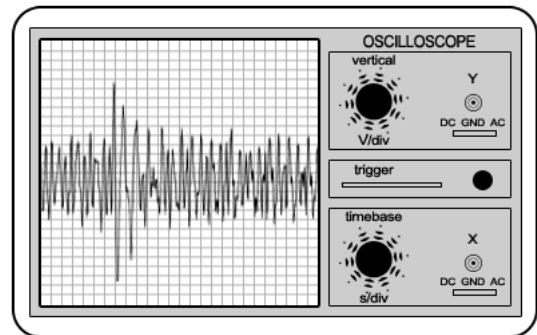 OSCILLOSCOPE
vertical
Y
DC GND AC
V/div
trigger
timebase
X
DC GND AC
s/div